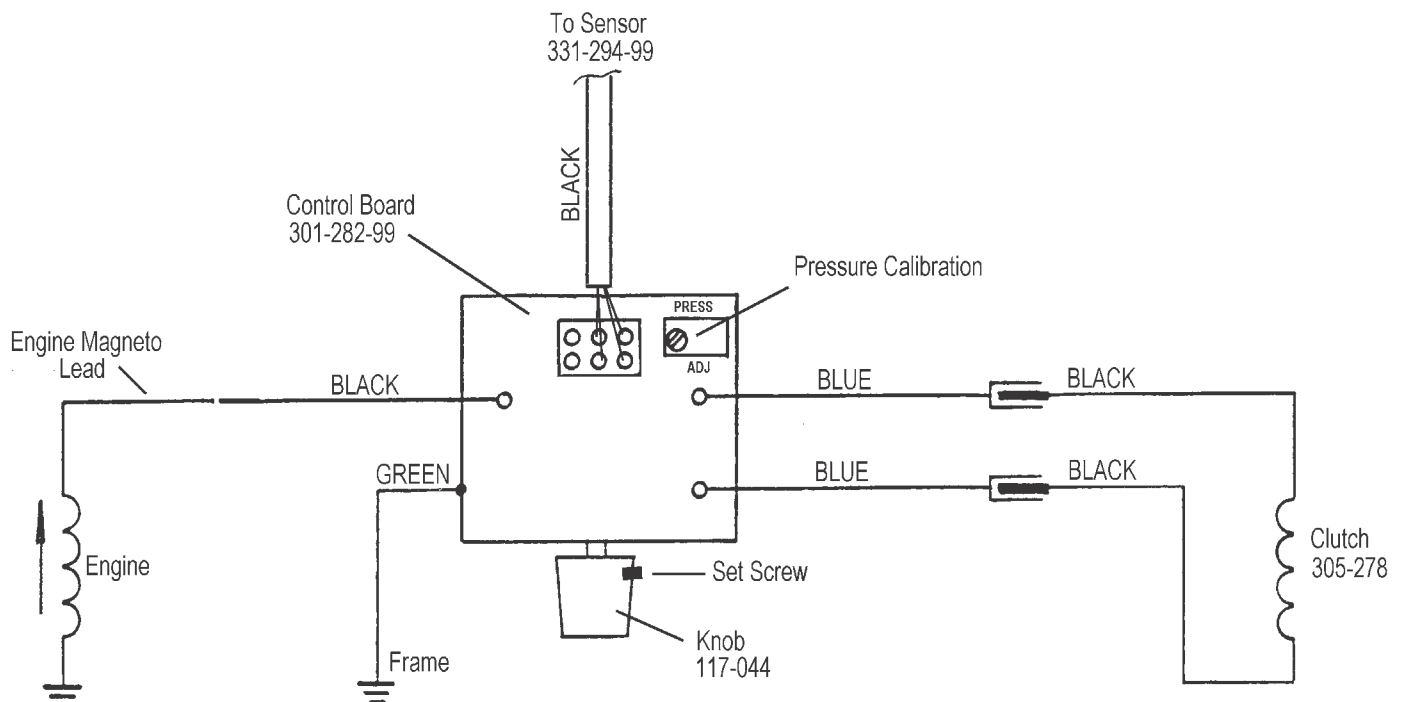 To Sensor
331-294-99
BLACK
Control Board
301-282-99
Pressure Calibration
PRESS
ADJ
Engine Magneto
Lead
BLACK
BLUE
BLACK
GREEN
BLUE
BLACK
Engine
Set Screw
Clutch
305-278
Knob
117-044
Frame